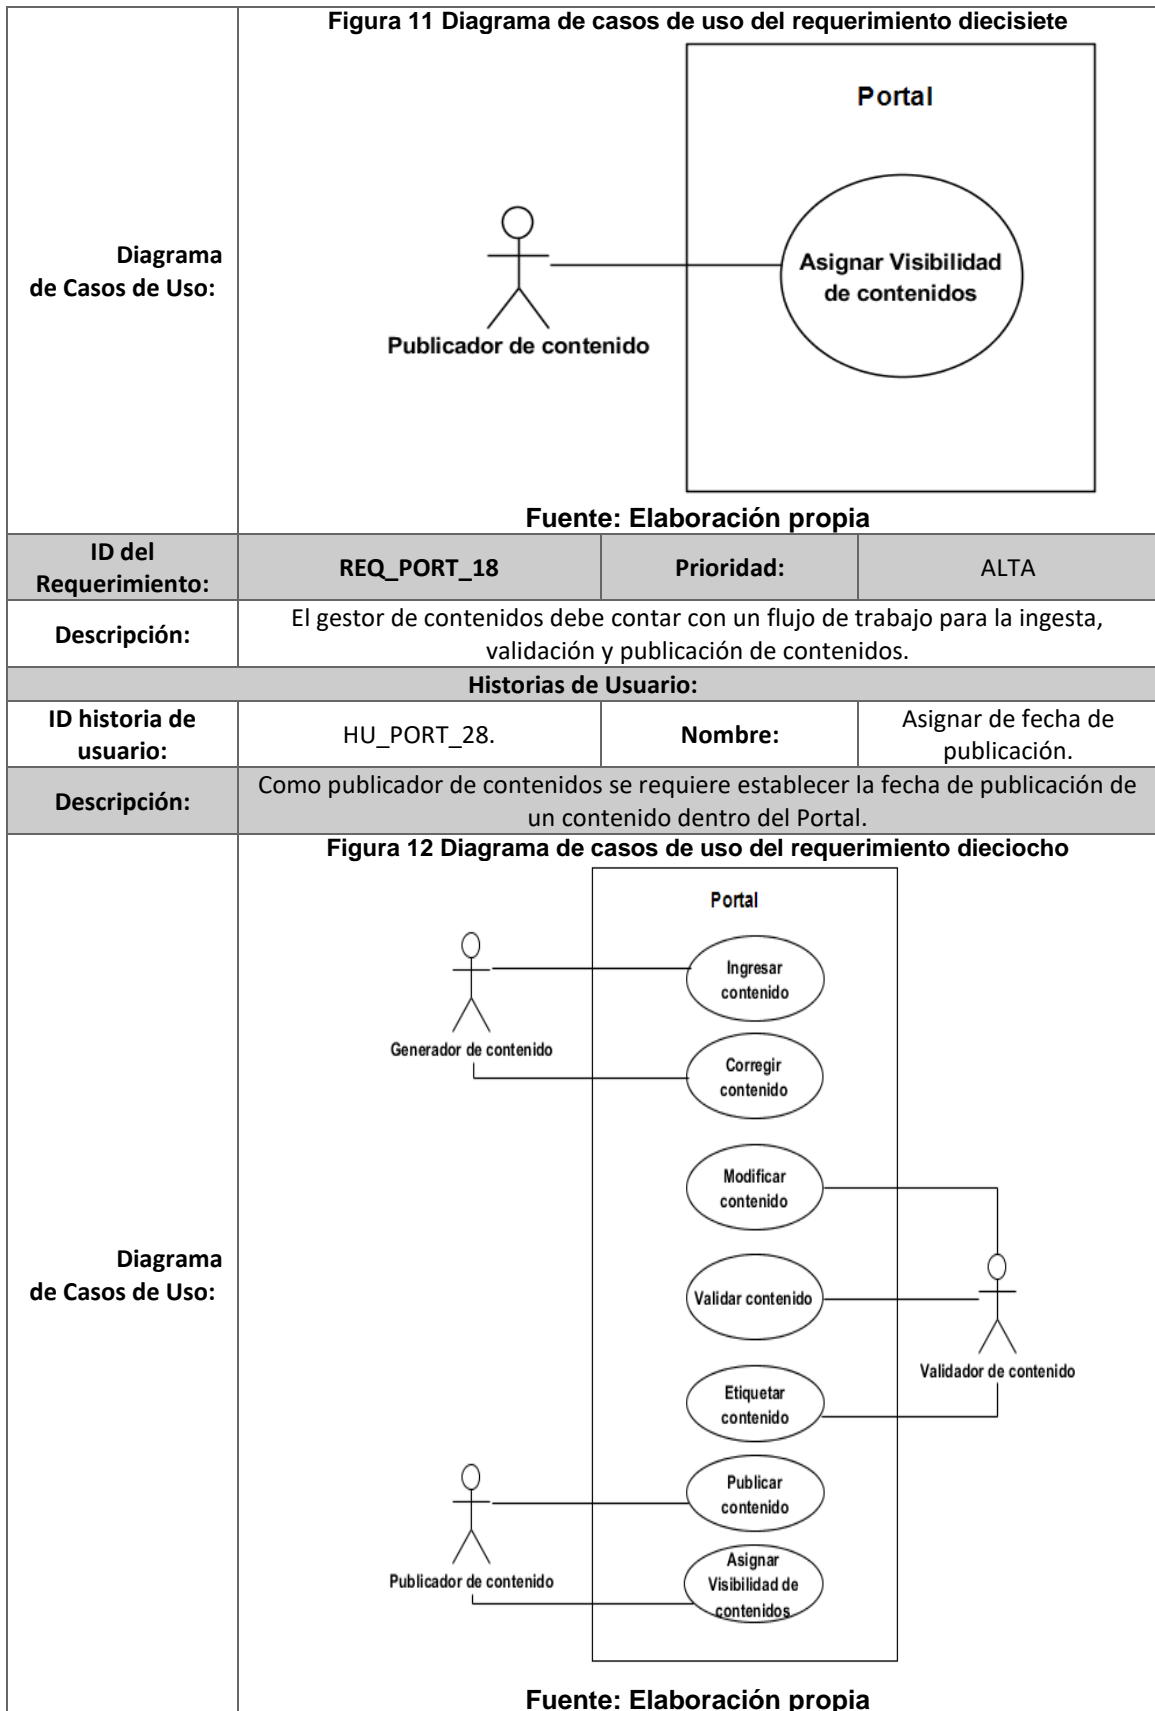 Figura 11 Diagrama de casos de uso del requerimiento diecisiete
Portal
Diagrama
de Casos de Uso:
Asignar Visibilidad
de contenidos
Publicador de contenido
Fuente: Elaboración propia
ID del
Requerimiento:
REQ_PORT_18
Prioridad:
ALTA
Descripción:
El gestor de contenidos debe contar con un flujo de trabajo para la ingesta,
validación y publicación de contenidos.
Historias de Usuario:
ID historia de
usuario:
HU_PORT_28.
Nombre:
Asignar de fecha de
publicación.
Descripción:
Como publicador de contenidos se requiere establecer la fecha de publicación de
un contenido dentro del Portal.
Figura 12 Diagrama de casos de uso del requerimiento dieciocho
Portal
Ingresar
contenido
Generador de contenido
Corregir
contenido
Modificar
contenido
Diagrama
de Casos de Uso:
Validar contenido
Validador de contenido
Etiquetar
contenido
Publicar
contenido
Publicador de contenido
Asignar
Visibilidad de
contenidos
Fuente: Elaboración propia